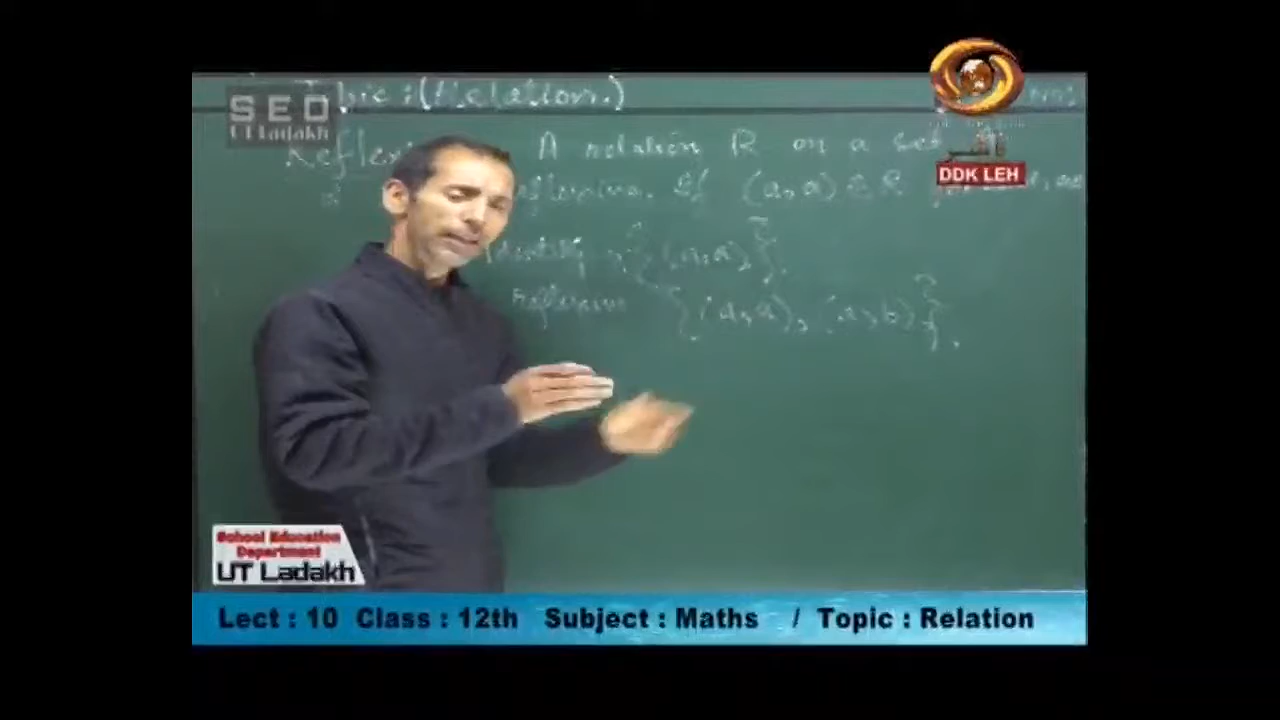 Topic : (Relation.)
SED
UT Ladakh
A relation R on a set
reflexive. If (a, a) ∈ R
DDK LEH
Identity {(a,a)}.
Reflexive {(a,a), (a,b)}.
School Education
Department
UT Ladakh
Lect : 10 Class : 12th Subject : Maths / Topic : Relation